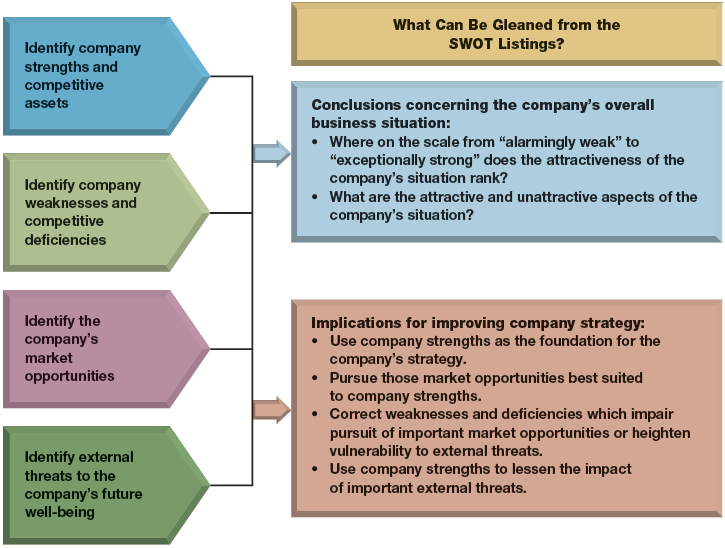 Identify company
strengths and
competitive
assets
Identify company
weaknesses and
competitive
deficiencies
Identify the
company’s
market
opportunities
Identify external
threats to the
company’s future
well-being
What Can Be Gleaned from the
SWOT Listings?
Conclusions concerning the company’s overall
business situation:
• Where on the scale from “alarmingly weak” to
“exceptionally strong” does the attractiveness of the
company’s situation rank?
• What are the attractive and unattractive aspects of the
company’s situation?
Implications for improving company strategy:
• Use company strengths as the foundation for the
company’s strategy.
• Pursue those market opportunities best suited
to company strengths.
• Correct weaknesses and deficiencies which impair
pursuit of important market opportunities or heighten
vulnerability to external threats.
• Use company strengths to lessen the impact
of important external threats.